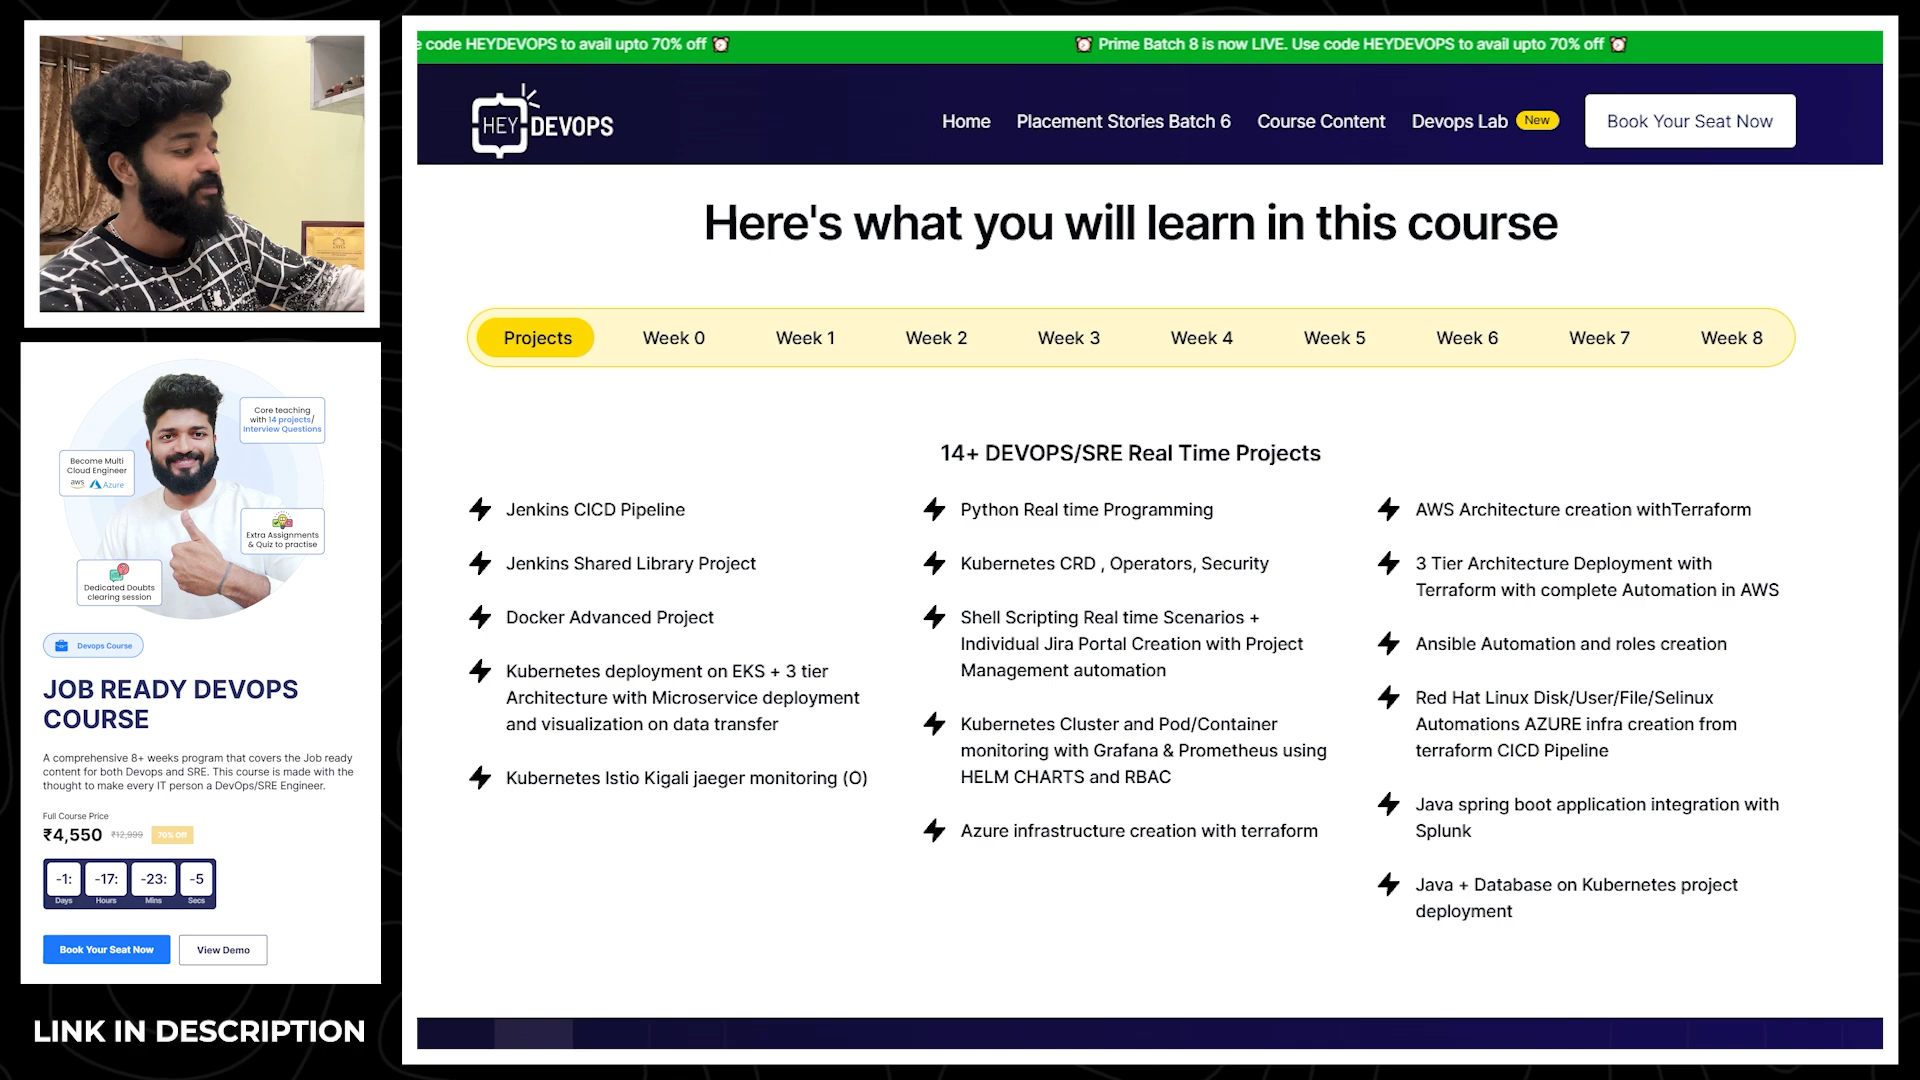 e code HEYDEVOPS to avail upto 70% off
Prime Batch 8 is now LIVE. Use code HEYDEVOPS to avail upto 70% off
HEY DEVOPS
Home
Placement Stories Batch 6
Course Content
Devops Lab
New
Book Your Seat Now
Here's what you will learn in this course
Projects
Week 0
Week 1
Week 2
Week 3
Week 4
Week 5
Week 6
Week 7
Week 8
14+ DEVOPS/SRE Real Time Projects
Jenkins CICD Pipeline
Jenkins Shared Library Project
Docker Advanced Project
Kubernetes deployment on EKS + 3 tier
Architecture with Microservice deployment
and visualization on data transfer
Kubernetes Istio Kigali jaeger monitoring (O)
Python Real time Programming
Kubernetes CRD , Operators, Security
Shell Scripting Real time Scenarios +
Individual Jira Portal Creation with Project
Management automation
Kubernetes Cluster and Pod/Container
monitoring with Grafana & Prometheus using
HELM CHARTS and RBAC
Azure infrastructure creation with terraform
AWS Architecture creation withTerraform
3 Tier Architecture Deployment with
Terraform with complete Automation in AWS
Ansible Automation and roles creation
Red Hat Linux Disk/User/File/Selinux
Automations AZURE infra creation from
terraform CICD Pipeline
Java spring boot application integration with
Splunk
Java + Database on Kubernetes project
deployment
Core teaching
with 14 projects/
Interview Questions
Become Multi
Cloud Engineer
aws Azure
Extra Assignments
& Quiz to practise
Dedicated Doubts
clearing session
Devops Course
JOB READY DEVOPS
COURSE
A comprehensive 8+ weeks program that covers the Job ready
content for both Devops and SRE. This course is made with the
thought to make every IT person a DevOps/SRE Engineer.
Full Course Price
₹4,550 ₹12,999 70% Off
-1: -17: -23: -5
Days Hours Mins Secs
Book Your Seat Now
View Demo
LINK IN DESCRIPTION